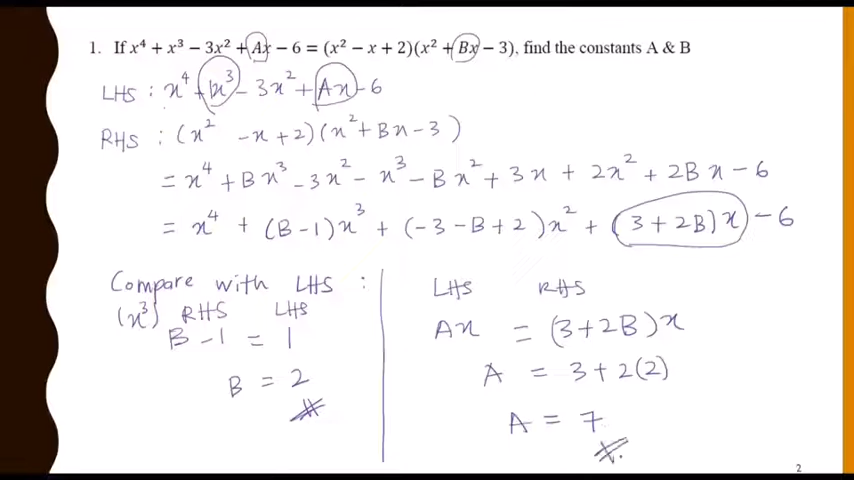 1. If x⁴ + x³ − 3x² + Ax − 6 = (x² − x + 2)(x² + Bx − 3), find the constants A & B
LHS : x⁴ + 1x³ - 3x² + Ax - 6
RHS : (x² - x + 2)(x² + Bx - 3)
= x⁴ + Bx³ - 3x² - x³ - Bx² + 3x + 2x² + 2Bx - 6
= x⁴ + (B-1)x³ + (-3-B+2)x² + (3+2B)x - 6
Compare with LHS :
(x³) RHS LHS
B - 1 = 1
B = 2
LHS RHS
Ax = (3+2B)x
A = 3+2(2)
A = 7
2